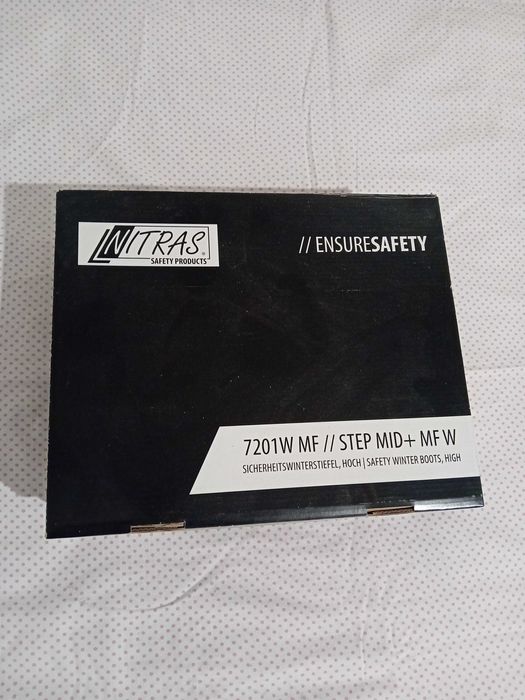 NITRAS®
SAFETY PRODUCTS
// ENSURESAFETY
7201W MF // STEP MID+ MF W
SICHERHEITSWINTERSTIEFEL, HOCH | SAFETY WINTER BOOTS, HIGH